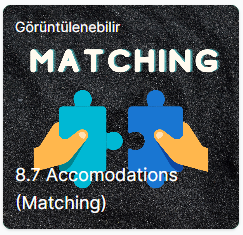 Görüntülenebilir
MATCHING
8.7 Accomodations
(Matching)